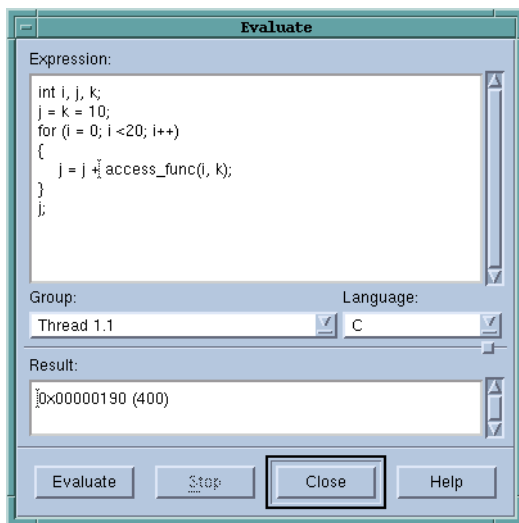 Evaluate
Expression:
int i, j, k;
j = k = 10;
for (i = 0; i <20; i++)
{
j = j + access_func(i, k);
}
j;
Group:
Language:
Thread 1.1
C
Result:
0x00000190 (400)
Evaluate
Stop
Close
Help